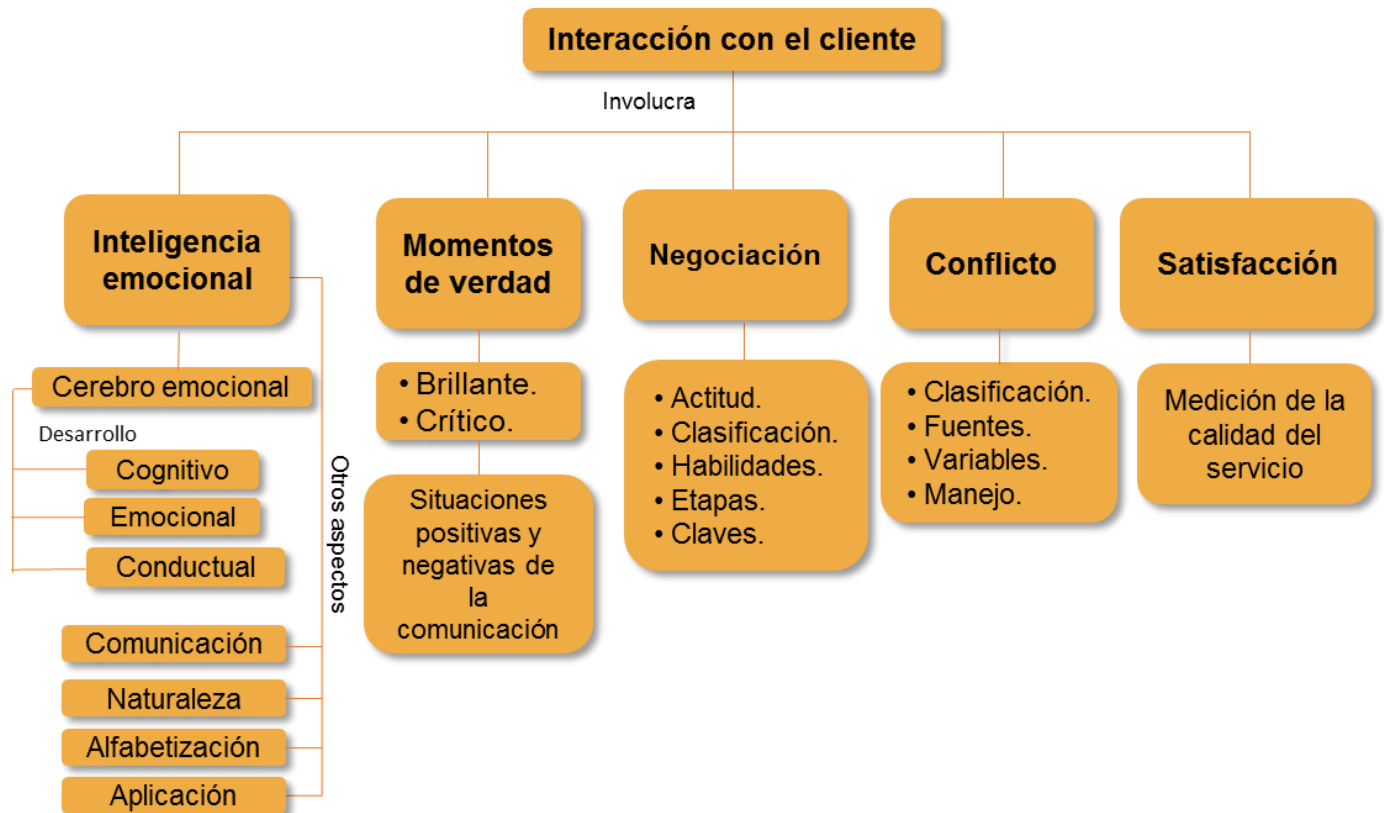 Interacción con el cliente
Involucra
Inteligencia
emocional
Cerebro emocional
Desarrollo
Cognitivo
Emocional
Conductual
Otros aspectos
Comunicación
Naturaleza
Alfabetización
Aplicación
Momentos
de verdad
• Brillante.
• Crítico.
Situaciones
positivas y
negativas de
la
comunicación
Negociación
• Actitud.
• Clasificación.
• Habilidades.
• Etapas.
• Claves.
Conflicto
• Clasificación.
• Fuentes.
• Variables.
• Manejo.
Satisfacción
Medición de la
calidad del
servicio